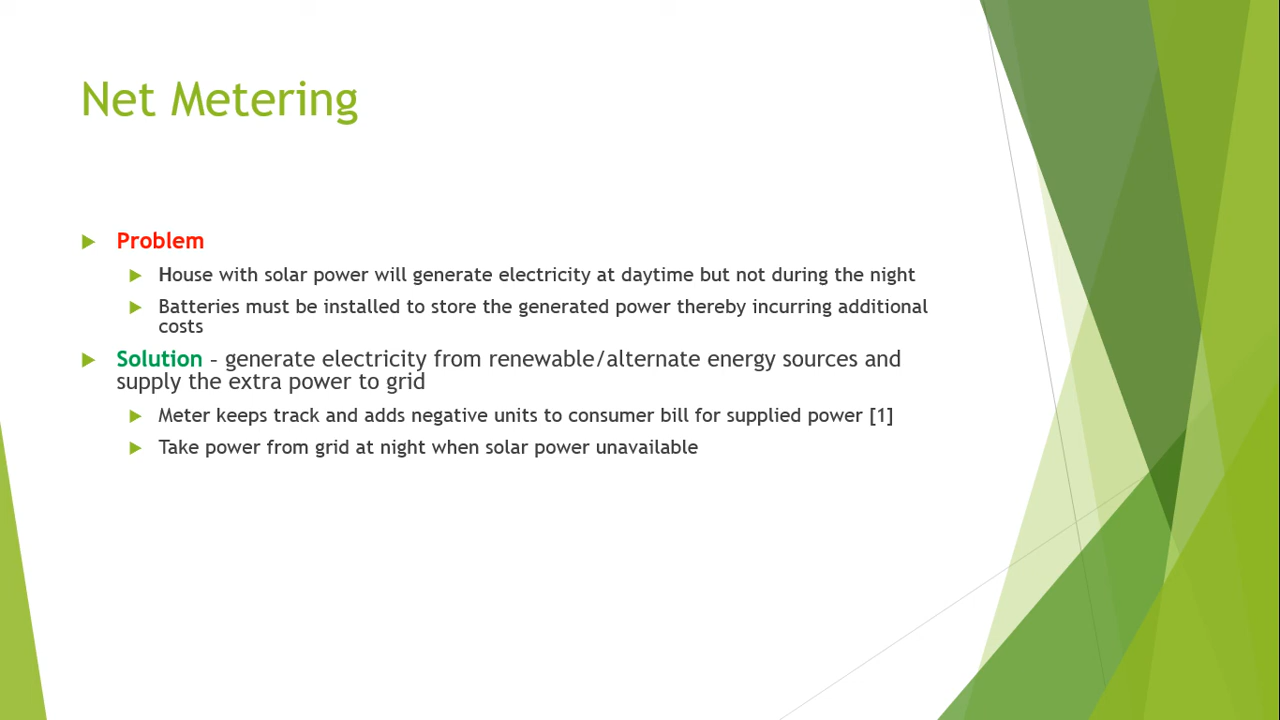 Net Metering
Problem
House with solar power will generate electricity at daytime but not during the night
Batteries must be installed to store the generated power thereby incurring additional
costs
Solution – generate electricity from renewable/alternate energy sources and
supply the extra power to grid
Meter keeps track and adds negative units to consumer bill for supplied power [1]
Take power from grid at night when solar power unavailable